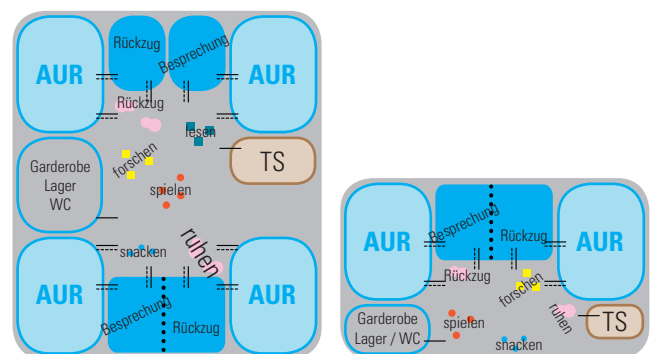 Rückzug
Besprechung
AUR
AUR
Rückzug
lesen
forschen
Garderobe
Lager
WC
TS
spielen
snacken
ruhen
AUR
AUR
Besprechung
Rückzug
Besprechung
Rückzug
AUR
AUR
Rückzug
forschen
Garderobe
Lager / WC
spielen
snacken
ruhen
TS